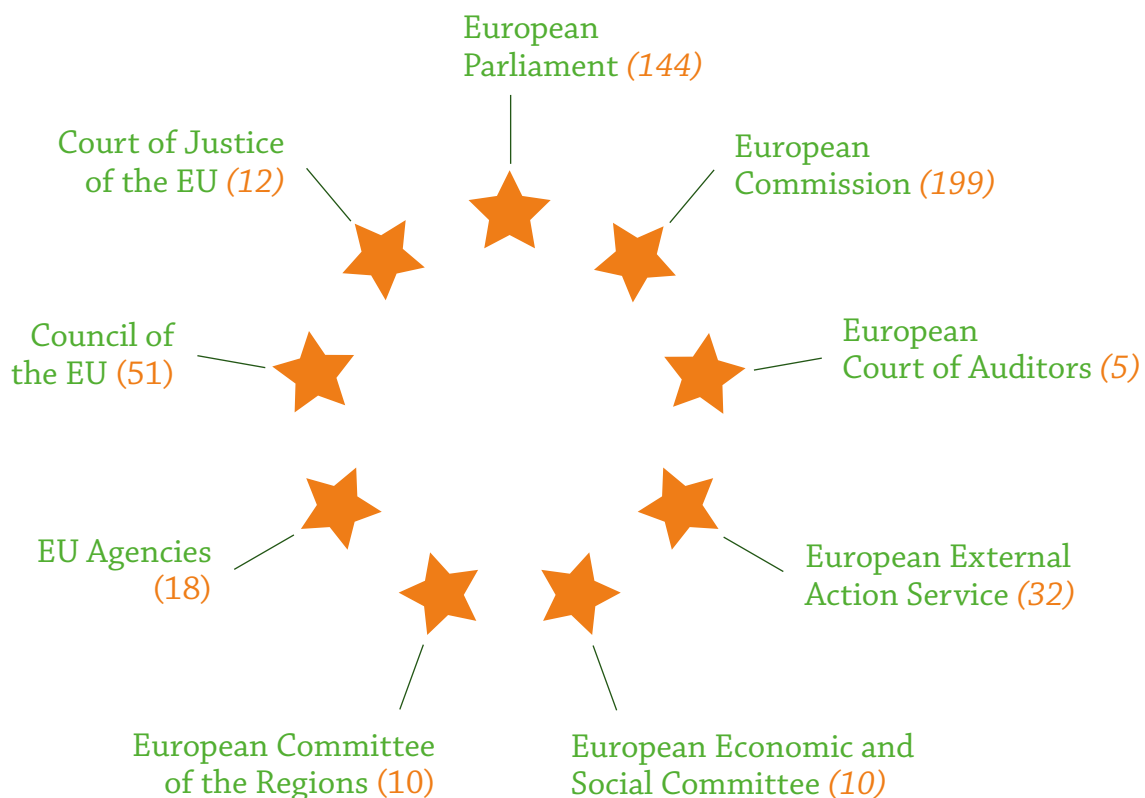 European
Parliament (144)
European
Commission (199)
European
Court of Auditors (5)
European External
Action Service (32)
European Economic and
Social Committee (10)
European Committee
of the Regions (10)
EU Agencies
(18)
Council of
the EU (51)
Court of Justice
of the EU (12)